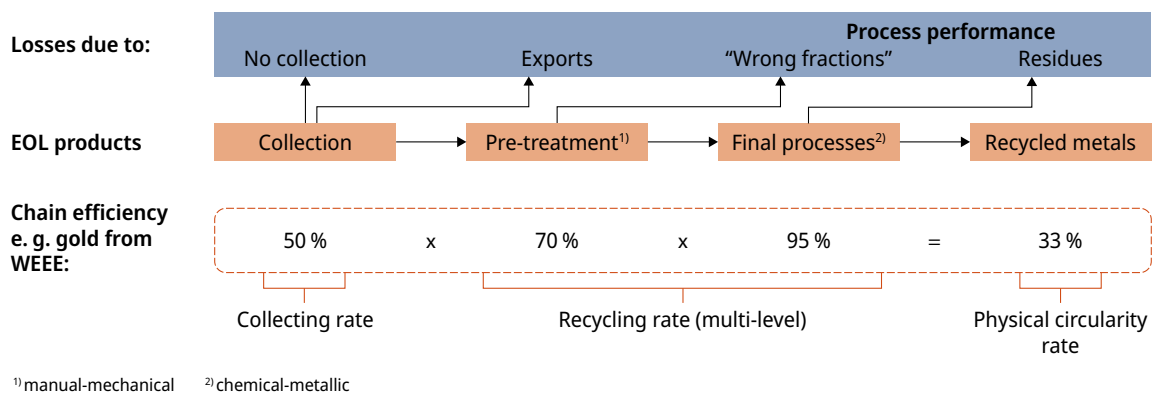 Losses due to:
Process performance
No collection Exports “Wrong fractions” Residues
EOL products Collection Pre-treatment1) Final processes2) Recycled metals
Chain efficiency
e. g. gold from
WEEE:
50 % x 70 % x 95 % = 33 %
Collecting rate Recycling rate (multi-level) Physical circularity
rate
1) manual-mechanical 2) chemical-metallic